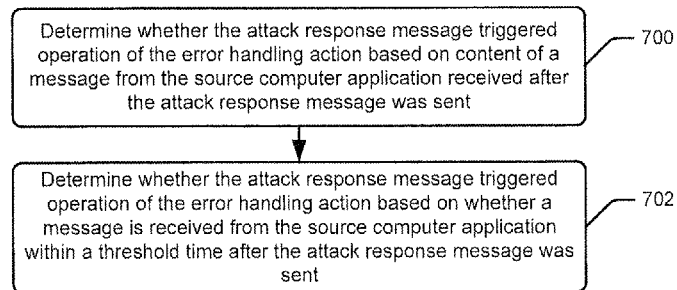 Determine whether the attack response message triggered
operation of the error handling action based on content of a
message from the source computer application received after
the attack response message was sent
700
Determine whether the attack response message triggered
operation of the error handling action based on whether a
message is received from the source computer application
within a threshold time after the attack response message was
sent
702